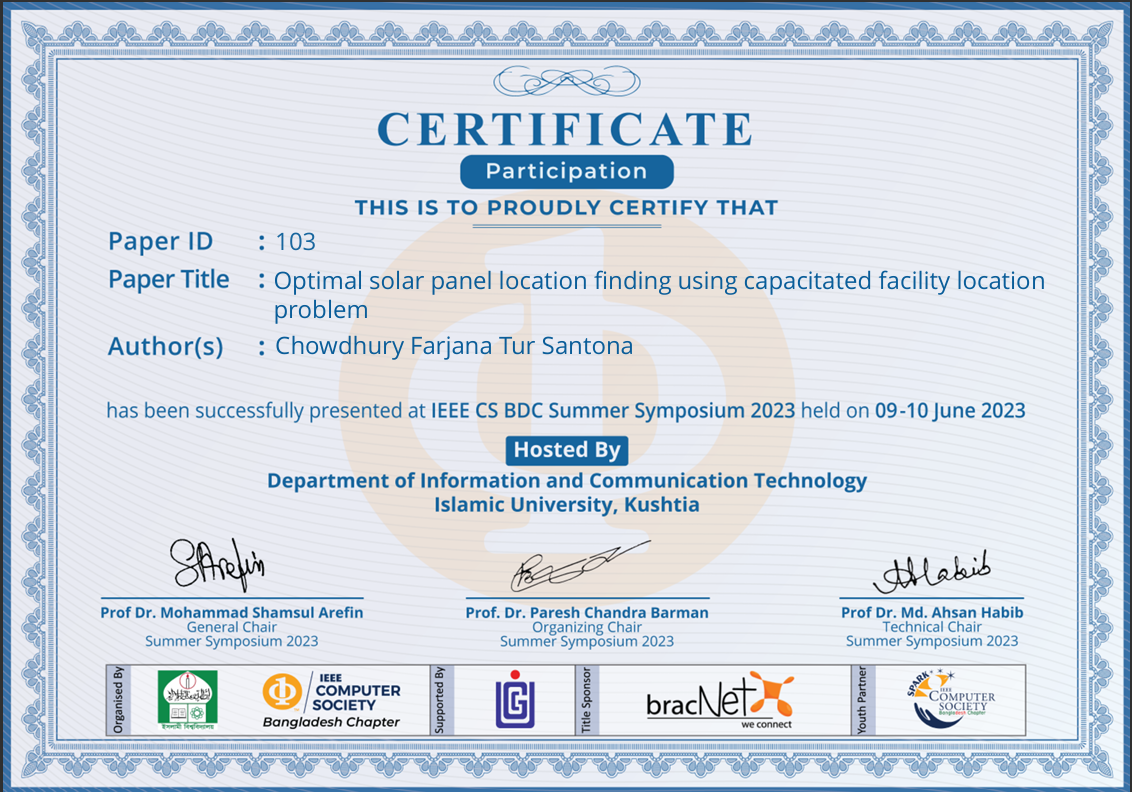 CERTIFICATE
Participation
THIS IS TO PROUDLY CERTIFY THAT
Paper ID : 103
Paper Title : Optimal solar panel location finding using capacitated facility location
problem
Author(s) : Chowdhury Farjana Tur Santona
has been successfully presented at IEEE CS BDC Summer Symposium 2023 held on 09-10 June 2023
Hosted By
Department of Information and Communication Technology
Islamic University, Kushtia
SArefin
AHabib
Prof Dr. Mohammad Shamsul Arefin
General Chair
Summer Symposium 2023
Prof. Dr. Paresh Chandra Barman
Organizing Chair
Summer Symposium 2023
Prof Dr. Md. Ahsan Habib
Technical Chair
Summer Symposium 2023
Organised By
ইসলামী বিশ্ববিদ্যালয়
IEEE
COMPUTER
SOCIETY
Bangladesh Chapter
Supported By
Title Sponsor
bracNet
we connect
Youth Partner
SPARK
IEEE
COMPUTER
SOCIETY
Bangladesh Chapter